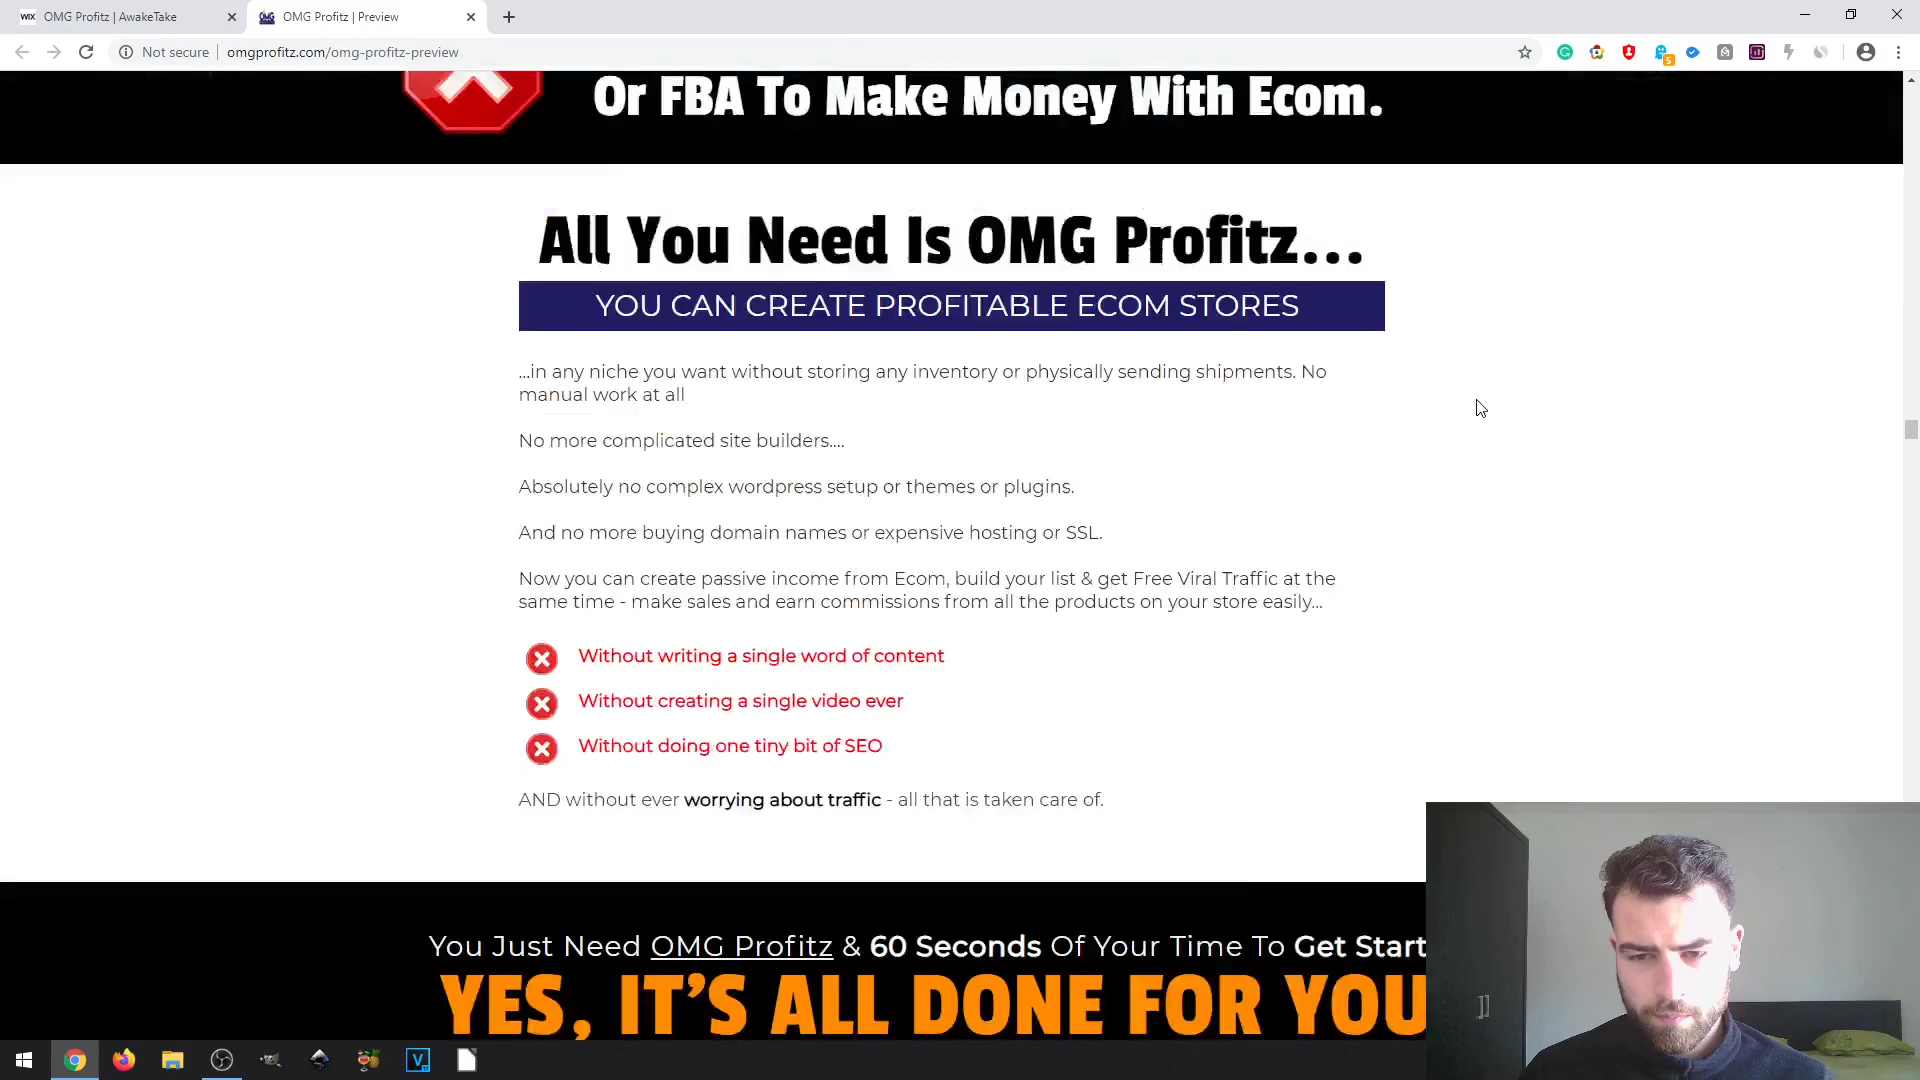 WIX OMG Profitz | AwakeTake
OMG Profitz | Preview
Not secure
omgprofitz.com/omg-profitz-preview
5
Or FBA To Make Money With Ecom.
All You Need Is OMG Profitz...
YOU CAN CREATE PROFITABLE ECOM STORES
...in any niche you want without storing any inventory or physically sending shipments. No
manual work at all
No more complicated site builders....
Absolutely no complex wordpress setup or themes or plugins.
And no more buying domain names or expensive hosting or SSL.
Now you can create passive income from Ecom, build your list & get Free Viral Traffic at the
same time - make sales and earn commissions from all the products on your store easily...
Without writing a single word of content
Without creating a single video ever
Without doing one tiny bit of SEO
AND without ever worrying about traffic - all that is taken care of.
You Just Need OMG Profitz & 60 Seconds Of Your Time To Get Start
YES, IT'S ALL DONE FOR YOU
V